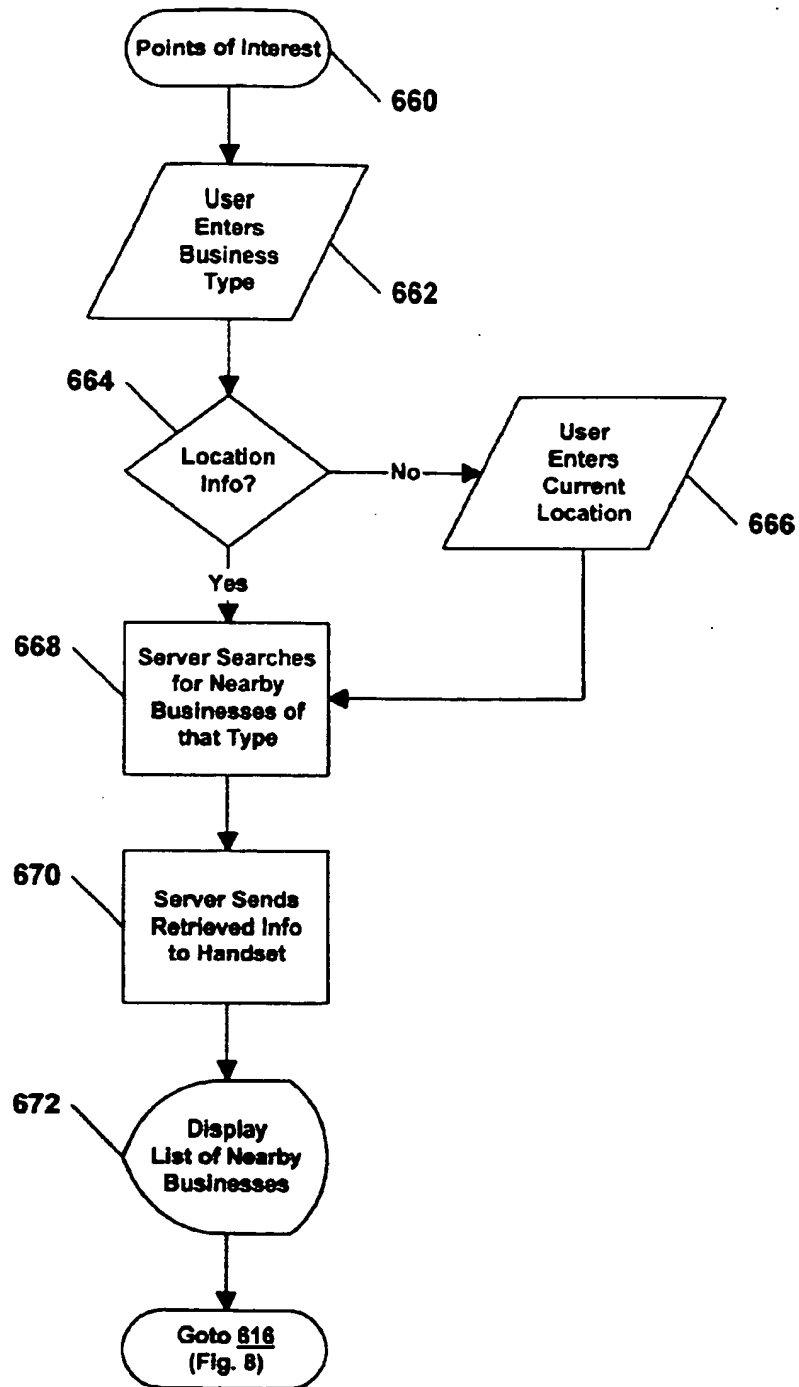 Points of Interest
660
User
Enters
Business
Type
662
664
Location
Info?
No
User
Enters
Current
Location
666
Yes
668
Server Searches
for Nearby
Businesses of
that Type
670
Server Sends
Retrieved Info
to Handset
672
Display
List of Nearby
Businesses
Goto 616
(Fig. 8)